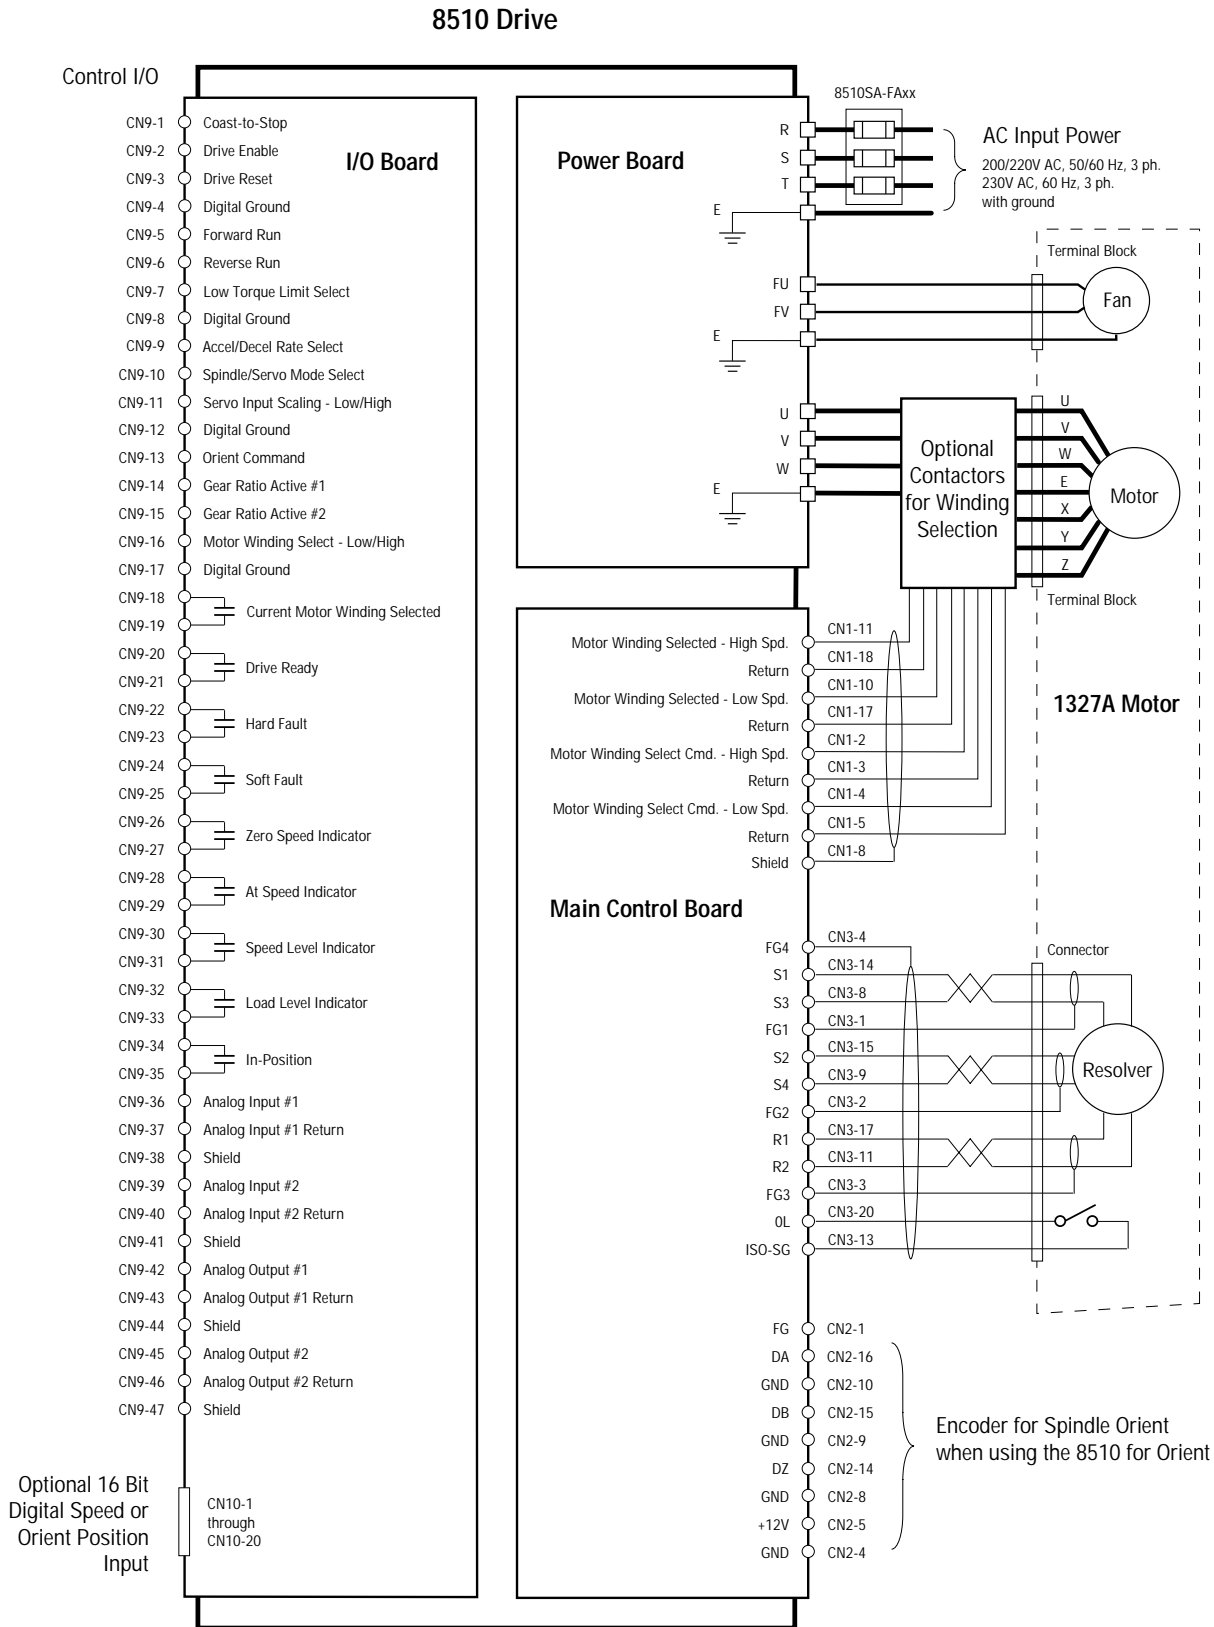 8510 Drive
Control I/O
I/O Board
CN9-1 Coast-to-Stop
CN9-2 Drive Enable
CN9-3 Drive Reset
CN9-4 Digital Ground
CN9-5 Forward Run
CN9-6 Reverse Run
CN9-7 Low Torque Limit Select
CN9-8 Digital Ground
CN9-9 Accel/Decel Rate Select
CN9-10 Spindle/Servo Mode Select
CN9-11 Servo Input Scaling - Low/High
CN9-12 Digital Ground
CN9-13 Orient Command
CN9-14 Gear Ratio Active #1
CN9-15 Gear Ratio Active #2
CN9-16 Motor Winding Select - Low/High
CN9-17 Digital Ground
CN9-18
Current Motor Winding Selected
CN9-19
CN9-20
Drive Ready
CN9-21
CN9-22
Hard Fault
CN9-23
CN9-24
Soft Fault
CN9-25
CN9-26
Zero Speed Indicator
CN9-27
CN9-28
At Speed Indicator
CN9-29
CN9-30
Speed Level Indicator
CN9-31
CN9-32
Load Level Indicator
CN9-33
CN9-34
In-Position
CN9-35
CN9-36 Analog Input #1
CN9-37 Analog Input #1 Return
CN9-38 Shield
CN9-39 Analog Input #2
CN9-40 Analog Input #2 Return
CN9-41 Shield
CN9-42 Analog Output #1
CN9-43 Analog Output #1 Return
CN9-44 Shield
CN9-45 Analog Output #2
CN9-46 Analog Output #2 Return
CN9-47 Shield
Optional 16 Bit
Digital Speed or
Orient Position
Input
CN10-1
through
CN10-20
Power Board
8510SA-FAxx
R
S
T
E
AC Input Power
200/220V AC, 50/60 Hz, 3 ph.
230V AC, 60 Hz, 3 ph.
with ground
FU
FV
E
Terminal Block
Fan
U
V
W
E
Optional
Contactors
for Winding
Selection
U
V
W
E
X
Y
Z
Motor
Terminal Block
1327A Motor
Main Control Board
Motor Winding Selected - High Spd. CN1-11
Return CN1-18
Motor Winding Selected - Low Spd. CN1-10
Return CN1-17
Motor Winding Select Cmd. - High Spd. CN1-2
Return CN1-3
Motor Winding Select Cmd. - Low Spd. CN1-4
Return CN1-5
Shield CN1-8
FG4 CN3-4
S1 CN3-14
S3 CN3-8
FG1 CN3-1
S2 CN3-15
S4 CN3-9
FG2 CN3-2
R1 CN3-17
R2 CN3-11
FG3 CN3-3
0L CN3-20
ISO-SG CN3-13
Connector
Resolver
FG CN2-1
DA CN2-16
GND CN2-10
DB CN2-15
GND CN2-9
DZ CN2-14
GND CN2-8
+12V CN2-5
GND CN2-4
Encoder for Spindle Orient
when using the 8510 for Orient